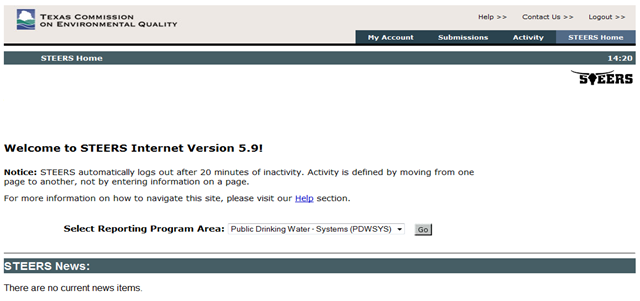 TEXAS COMMISSION
ON ENVIRONMENTAL QUALITY
Help >> Contact Us >> Logout >>
My Account Submissions Activity STEERS Home
STEERS Home 14:20
STEERS
Welcome to STEERS Internet Version 5.9!
Notice: STEERS automatically logs out after 20 minutes of inactivity. Activity is defined by moving from one
page to another, not by entering information on a page.
For more information on how to navigate this site, please visit our Help section.
Select Reporting Program Area: Public Drinking Water - Systems (PDWSYS) Go
STEERS News:
There are no current news items.